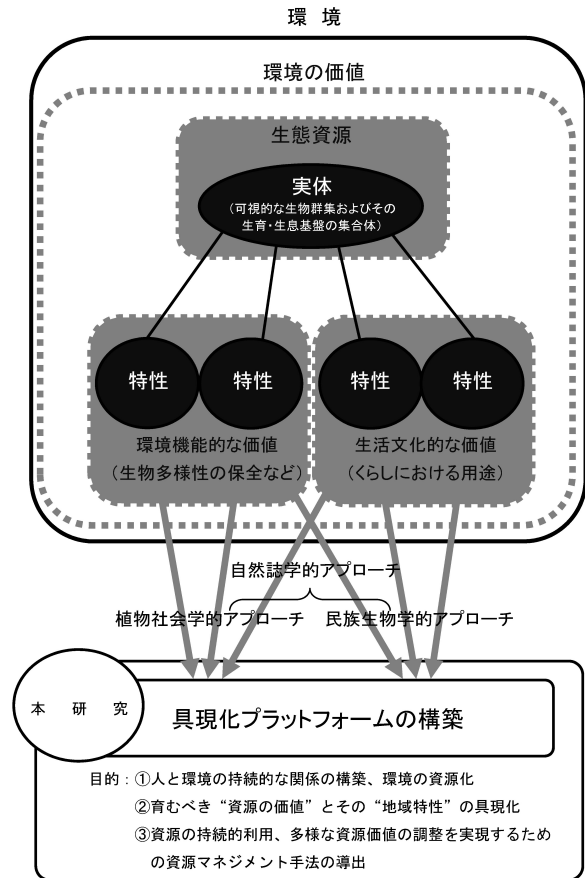 環 境
環境の価値
生態資源
実体
（可視的な生物群集およびその
生育・生息基盤の集合体）
特性
特性
特性
特性
環境機能的な価値
（生物多様性の保全など）
生活文化的な価値
（くらしにおける用途）
自然誌学的アプローチ
植物社会学的アプローチ
民族生物学的アプローチ
本 研 究
具現化プラットフォームの構築
目的：①人と環境の持続的な関係の構築、環境の資源化
②育むべき“資源の価値”とその“地域特性”の具現化
③資源の持続的利用、多様な資源価値の調整を実現するため
の資源マネジメント手法の導出